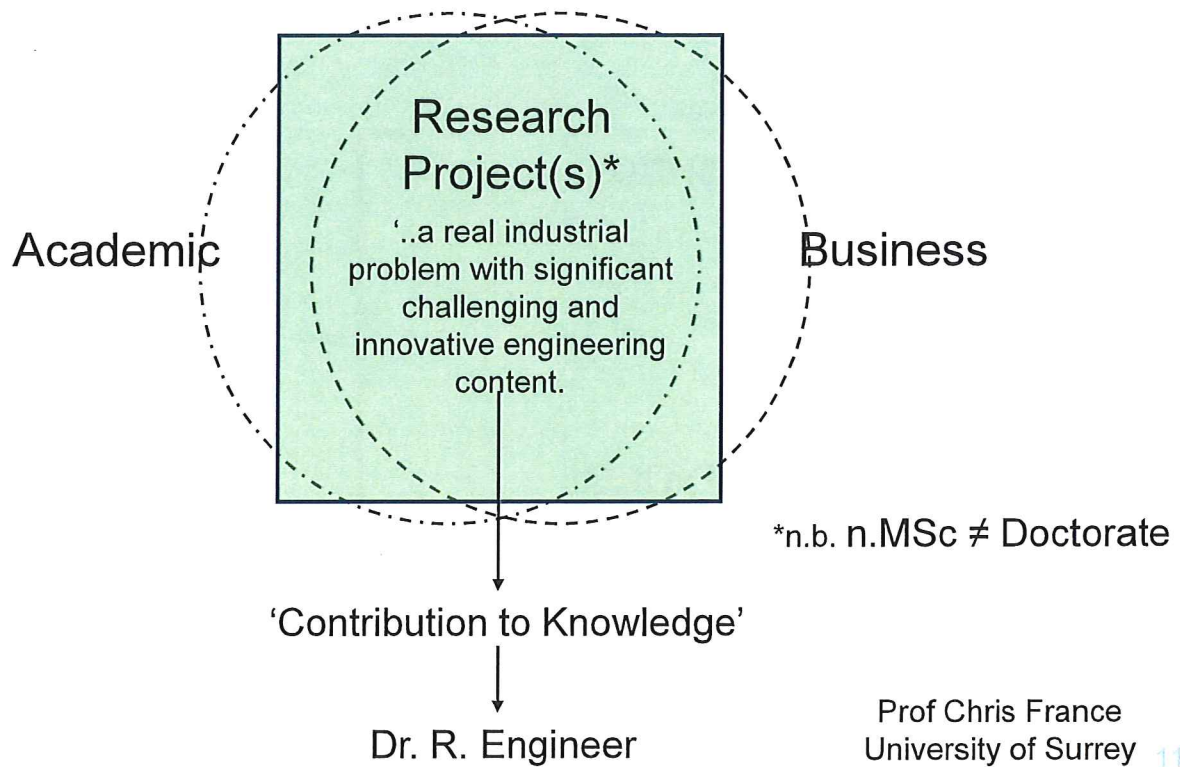 Research
Project(s)*
‘..a real industrial
problem with significant
challenging and
innovative engineering
content.
Academic
Business
*n.b. n.MSc ≠ Doctorate
‘Contribution to Knowledge’
Dr. R. Engineer
Prof Chris France
University of Surrey
11